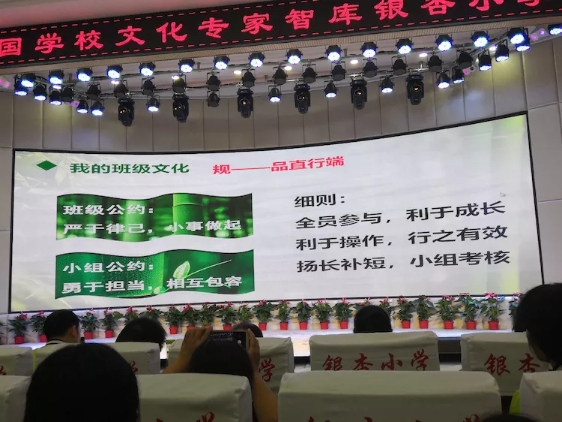 国学校文化专家智库银杏小学
我的班级文化 规——品直行端
班级公约：
严于律己，小事做起
小组公约：
勇于担当，相互包容
细则：
全员参与，利于成长
利于操作，行之有效
扬长补短，小组考核
银杏小学
银杏小学